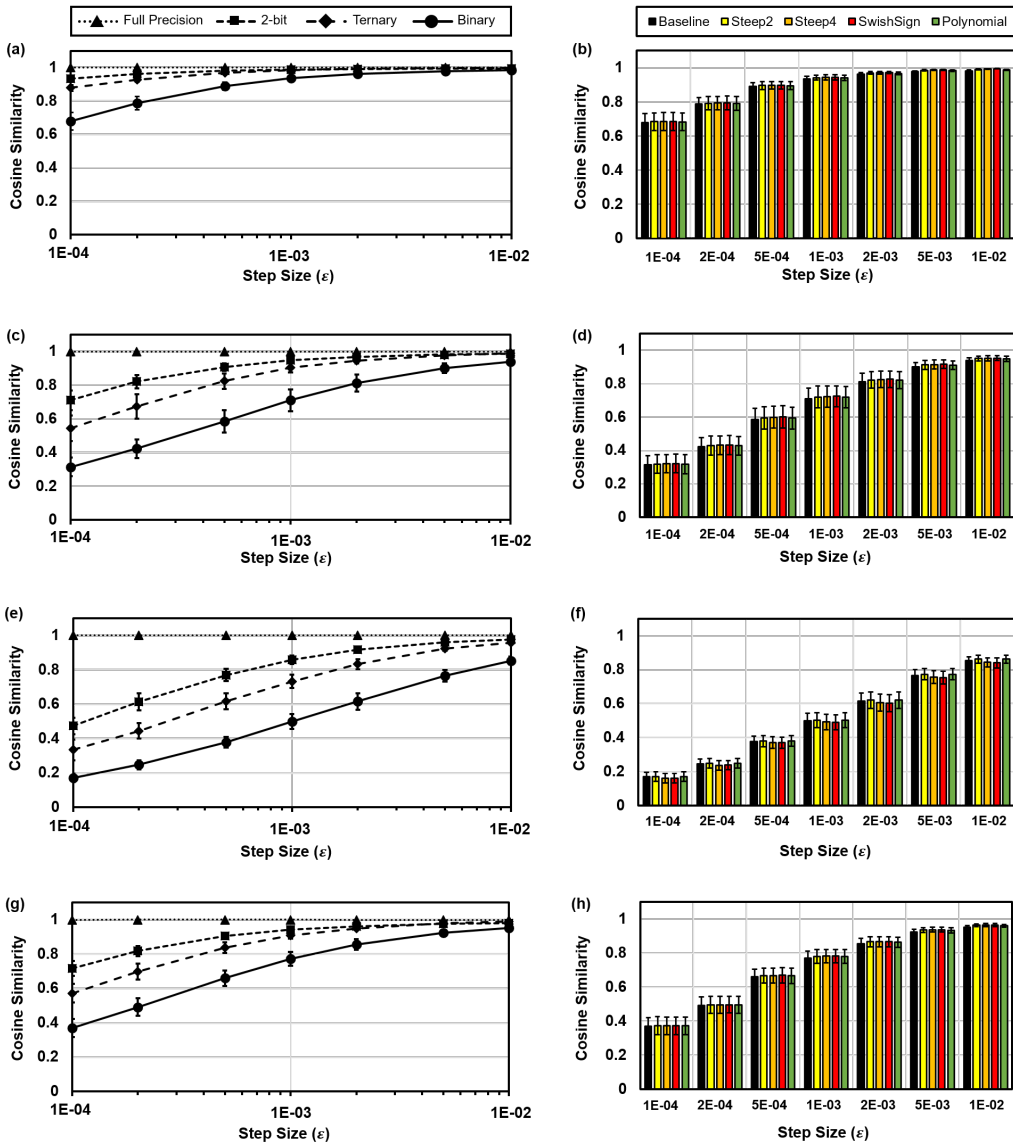 Full Precision 2-bit Ternary Binary
Baseline Steep2 Steep4 SwishSign Polynomial
(a)
Cosine Similarity
1
0.8
0.6
0.4
0.2
0
1E-04 1E-03 1E-02
Step Size (ε)
(b)
Cosine Similarity
1
0.8
0.6
0.4
0.2
0
1E-04 2E-04 5E-04 1E-03 2E-03 5E-03 1E-02
Step Size (ε)
(c)
Cosine Similarity
1
0.8
0.6
0.4
0.2
0
1E-04 1E-03 1E-02
Step Size (ε)
(d)
Cosine Similarity
1
0.8
0.6
0.4
0.2
0
1E-04 2E-04 5E-04 1E-03 2E-03 5E-03 1E-02
Step Size (ε)
(e)
Cosine Similarity
1
0.8
0.6
0.4
0.2
0
1E-04 1E-03 1E-02
Step Size (ε)
(f)
Cosine Similarity
1
0.8
0.6
0.4
0.2
0
1E-04 2E-04 5E-04 1E-03 2E-03 5E-03 1E-02
Step Size (ε)
(g)
Cosine Similarity
1
0.8
0.6
0.4
0.2
0
1E-04 1E-03 1E-02
Step Size (ε)
(h)
Cosine Similarity
1
0.8
0.6
0.4
0.2
0
1E-04 2E-04 5E-04 1E-03 2E-03 5E-03 1E-02
Step Size (ε)